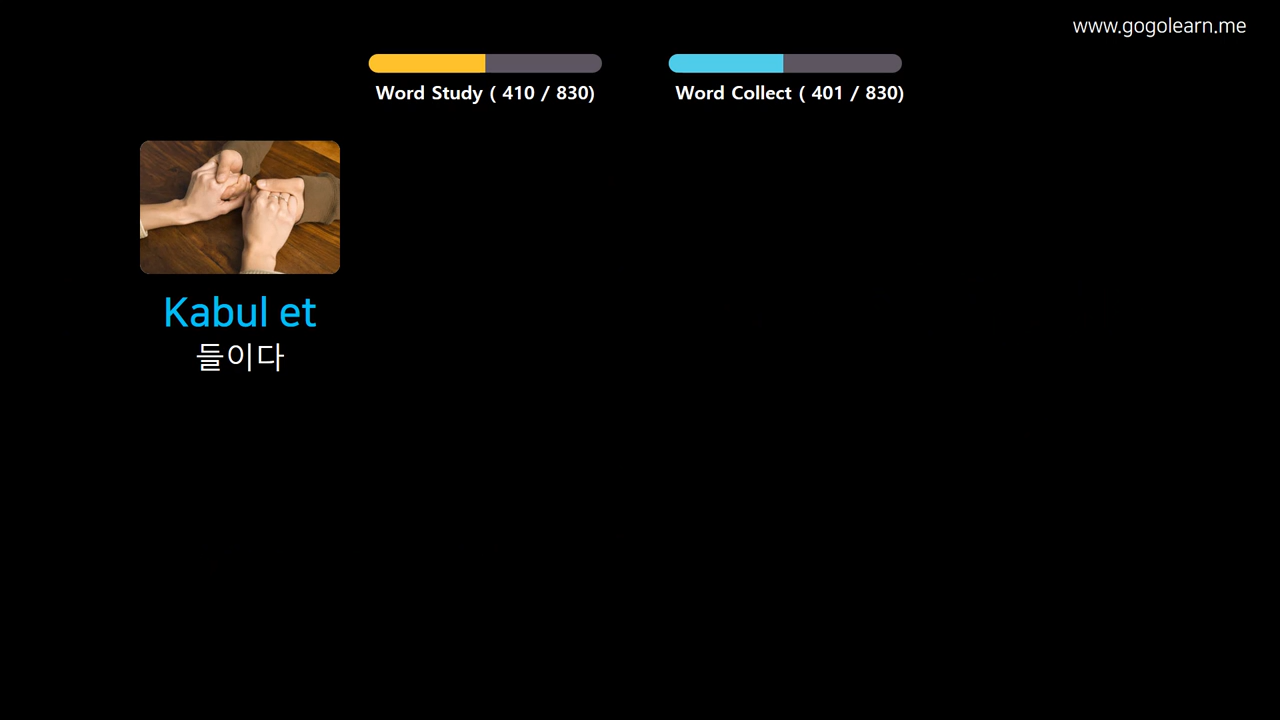 www.gogolearn.me
Word Study ( 410 / 830)
Word Collect ( 401 / 830)
Kabul et
들이다